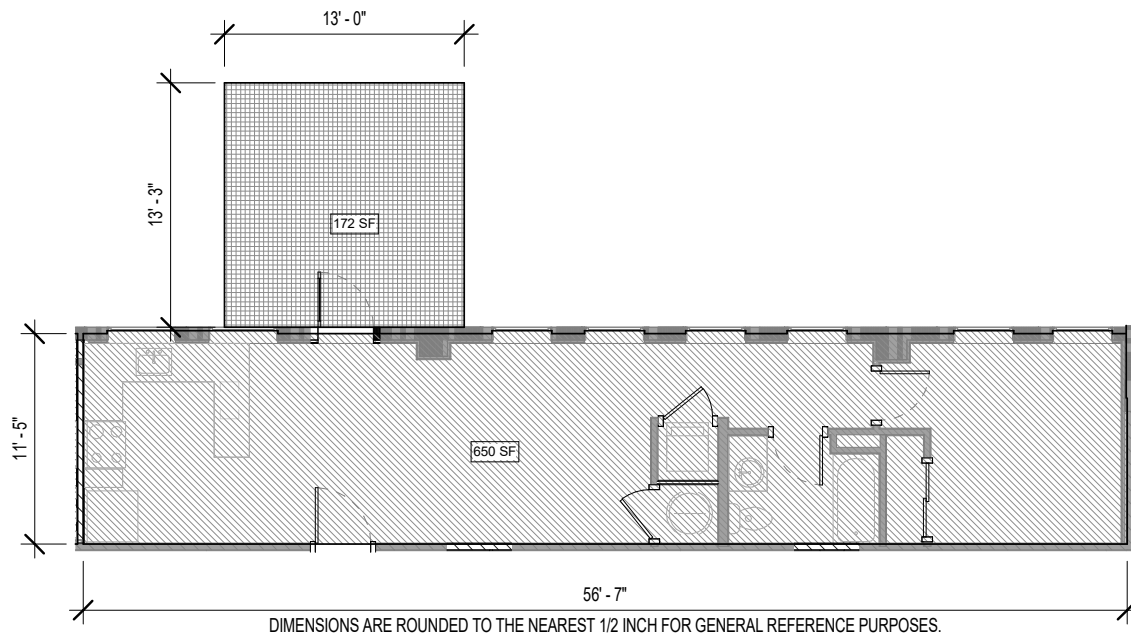 13' - 0"
13' - 3"
172 SF
11' - 5"
650 SF
56' - 7"
DIMENSIONS ARE ROUNDED TO THE NEAREST 1/2 INCH FOR GENERAL REFERENCE PURPOSES.